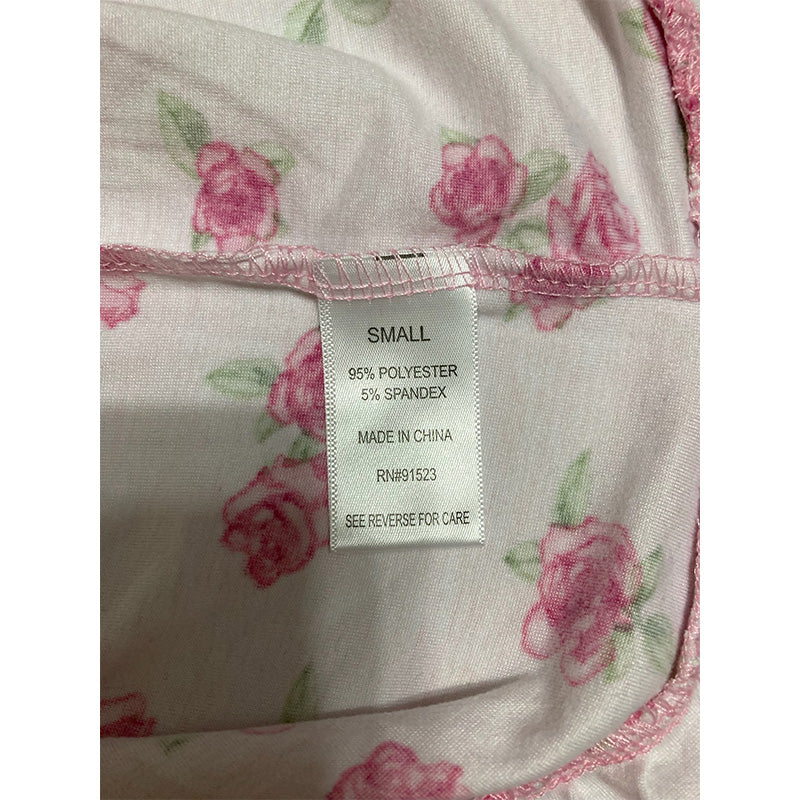 SMALL
95% POLYESTER
5% SPANDEX
MADE IN CHINA
RN#91523
SEE REVERSE FOR CARE